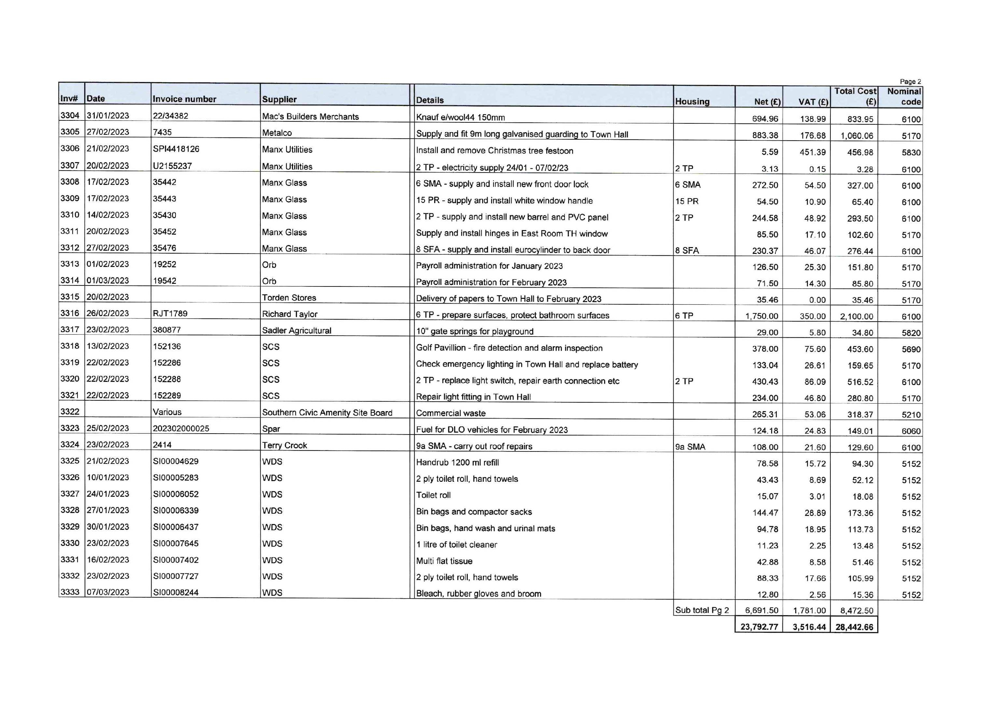 Page 2
Inv# Date Invoice number Supplier Details Housing Net (£) VAT (£) Total Cost (£) Nominal code
3304 31/01/2023 22/34382 Mac's Builders Merchants Knauf e/wool44 150mm 694.96 138.99 833.95 6100
3305 27/02/2023 7435 Metalco Supply and fit 9m long galvanised guarding to Town Hall 883.38 176.68 1,060.06 5170
3306 21/02/2023 SPI4418126 Manx Utilities Install and remove Christmas tree festoon 5.59 451.39 456.98 5830
3307 20/02/2023 U2155237 Manx Utilities 2 TP - electricity supply 24/01 - 07/02/23 2 TP 3.13 0.15 3.28 6100
3308 17/02/2023 35442 Manx Glass 6 SMA - supply and install new front door lock 6 SMA 272.50 54.50 327.00 6100
3309 17/02/2023 35443 Manx Glass 15 PR - supply and install white window handle 15 PR 54.50 10.90 65.40 6100
3310 14/02/2023 35430 Manx Glass 2 TP - supply and install new barrel and PVC panel 2 TP 244.58 48.92 293.50 6100
3311 20/02/2023 35452 Manx Glass Supply and install hinges in East Room TH window 85.50 17.10 102.60 5170
3312 27/02/2023 35476 Manx Glass 8 SFA - supply and install eurocylinder to back door 8 SFA 230.37 46.07 276.44 6100
3313 01/02/2023 19252 Orb Payroll administration for January 2023 126.50 25.30 151.80 5170
3314 01/03/2023 19542 Orb Payroll administration for February 2023 71.50 14.30 85.80 5170
3315 20/02/2023 Torden Stores Delivery of papers to Town Hall to February 2023 35.46 0.00 35.46 5170
3316 26/02/2023 RJT1789 Richard Taylor 6 TP - prepare surfaces, protect bathroom surfaces 6 TP 1,750.00 350.00 2,100.00 6100
3317 23/02/2023 380877 Sadler Agricultural 10" gate springs for playground 29.00 5.80 34.80 5820
3318 13/02/2023 152136 SCS Golf Pavillion - fire detection and alarm inspection 378.00 75.60 453.60 5690
3319 22/02/2023 152286 SCS Check emergency lighting in Town Hall and replace battery 133.04 26.61 159.65 5170
3320 22/02/2023 152288 SCS 2 TP - replace light switch, repair earth connection etc 2 TP 430.43 86.09 516.52 6100
3321 22/02/2023 152289 SCS Repair light fitting in Town Hall 234.00 46.80 280.80 5170
3322 Various Southern Civic Amenity Site Board Commercial waste 265.31 53.06 318.37 5210
3323 25/02/2023 202302000025 Spar Fuel for DLO vehicles for February 2023 124.18 24.83 149.01 6060
3324 23/02/2023 2414 Terry Crook 9a SMA - carry out roof repairs 9a SMA 108.00 21.60 129.60 6100
3325 21/02/2023 SI00004629 WDS Handrub 1200 ml refill 78.58 15.72 94.30 5152
3326 10/01/2023 SI00005283 WDS 2 ply toilet roll, hand towels 43.43 8.69 52.12 5152
3327 24/01/2023 SI00006052 WDS Toilet roll 15.07 3.01 18.08 5152
3328 27/01/2023 SI00006339 WDS Bin bags and compactor sacks 144.47 28.89 173.36 5152
3329 30/01/2023 SI00006437 WDS Bin bags, hand wash and urinal mats 94.78 18.95 113.73 5152
3330 23/02/2023 SI00007645 WDS 1 litre of toilet cleaner 11.23 2.25 13.48 5152
3331 16/02/2023 SI00007402 WDS Multi flat tissue 42.88 8.58 51.46 5152
3332 23/02/2023 SI00007727 WDS 2 ply toilet roll, hand towels 88.33 17.66 105.99 5152
3333 07/03/2023 SI00008244 WDS Bleach, rubber gloves and broom 12.80 2.56 15.36 5152
Sub total Pg 2 6,691.50 1,781.00 8,472.50
23,792.77 3,516.44 28,442.66